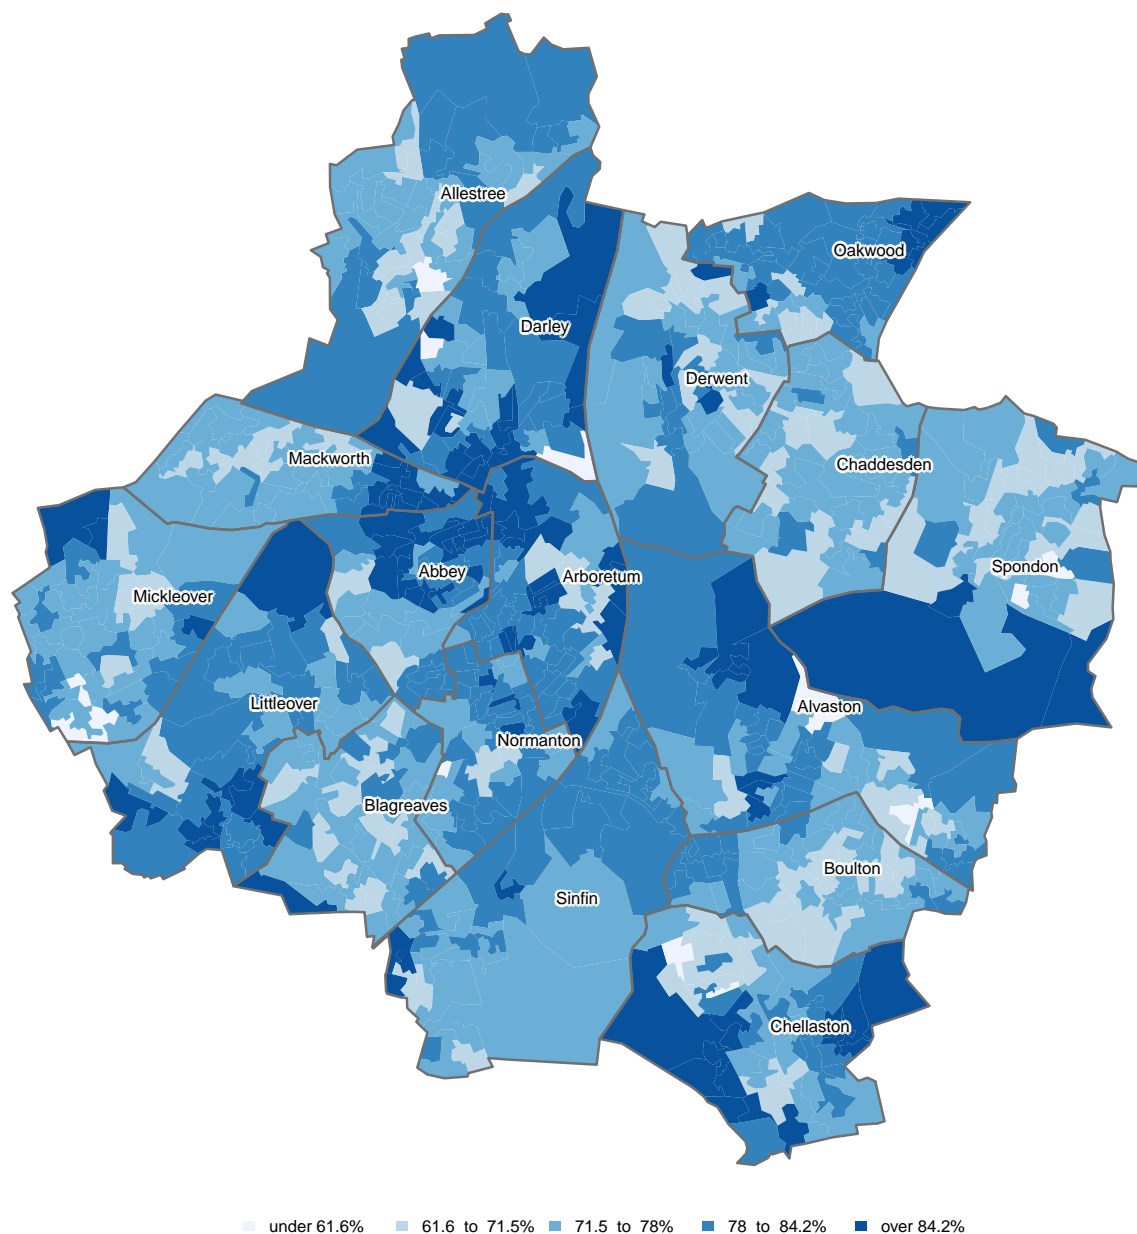 Allestree
Oakwood
Darley
Derwent
Mackworth
Chaddesden
Spondon
Abbey
Arboretum
Mickleover
Littleover
Alvaston
Normanton
Blagreaves
Boulton
Sinfin
Chellaston
under 61.6%
61.6 to 71.5%
71.5 to 78%
78 to 84.2%
over 84.2%